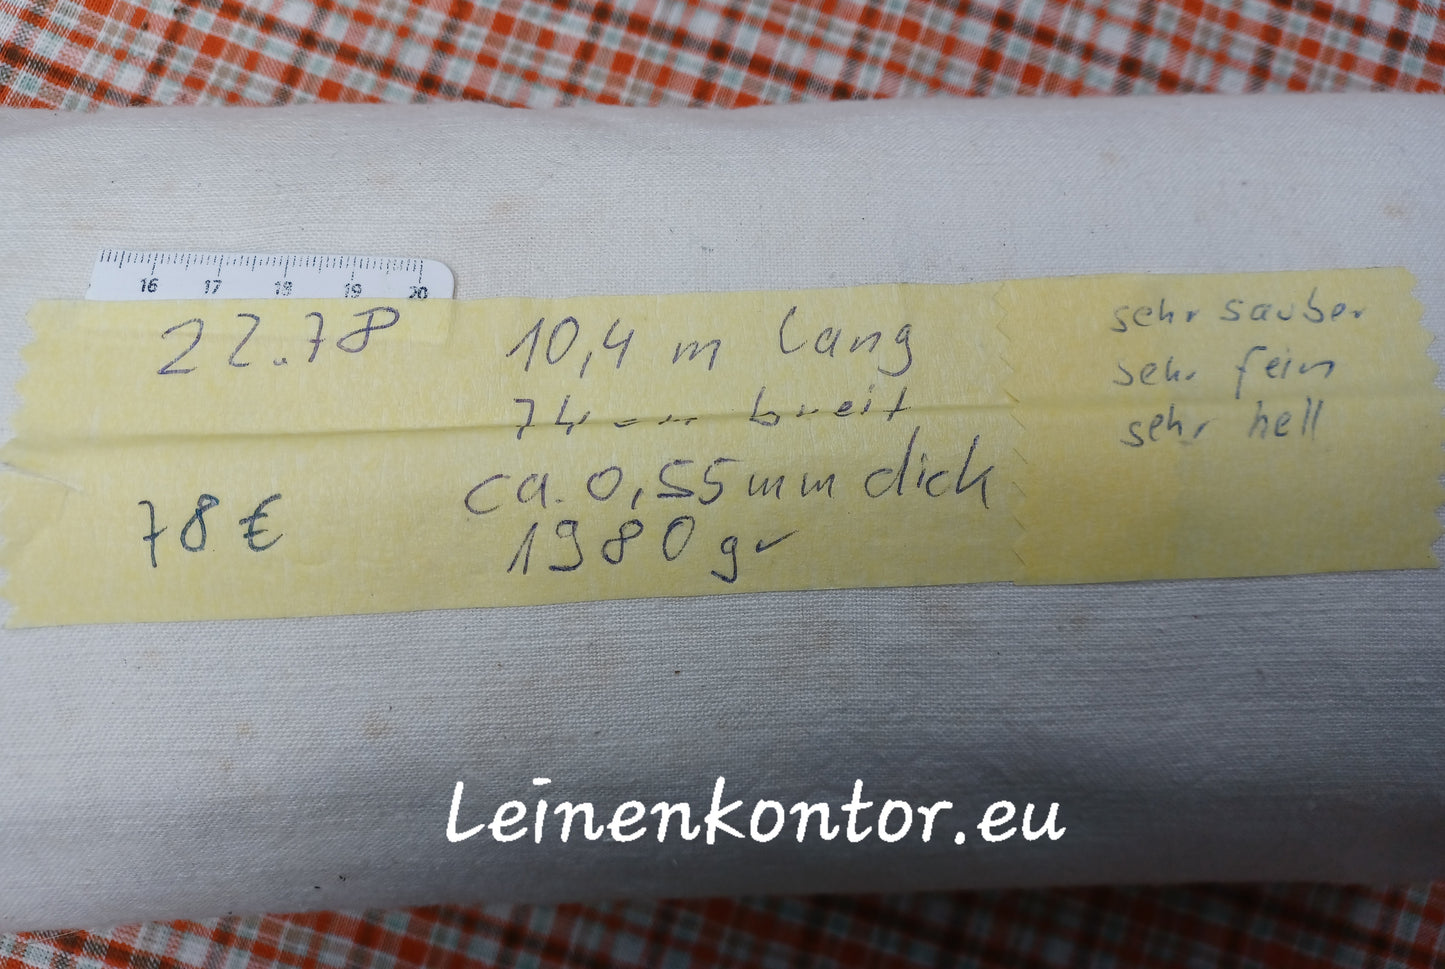 16 17 18 19 20
22.78
10,4 m lang
74 cm breit
ca. 0,55 mm dick
1980 gr
78 €
sehr sauber
sehr fein
sehr hell
Leinenkontor.eu